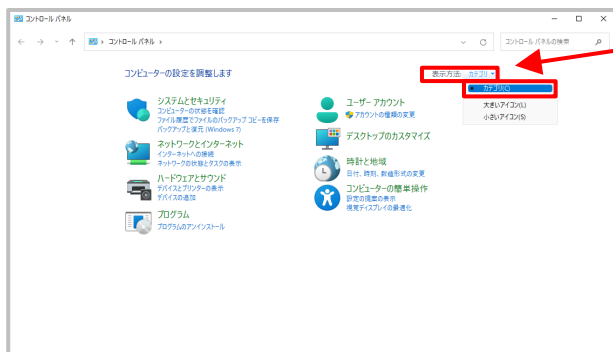 コントロール パネル
コントロール パネル
コントロール パネルの検索
コンピューターの設定を調整します
表示方法: カテゴリ
カテゴリ(C)
大きいアイコン(L)
小さいアイコン(S)
システムとセキュリティ
コンピューターの状態を確認
ファイル履歴でファイルのバックアップ コピーを保存
バックアップと復元 (Windows 7)
ネットワークとインターネット
インターネットへの接続
ネットワークの状態とタスクの表示
ハードウェアとサウンド
デバイスとプリンターの表示
デバイスの追加
プログラム
プログラムのアンインストール
ユーザー アカウント
アカウントの種類の変更
デスクトップのカスタマイズ
時計と地域
日付、時刻、数値形式の変更
コンピューターの簡単操作
設定の提案の表示
視覚ディスプレイの最適化